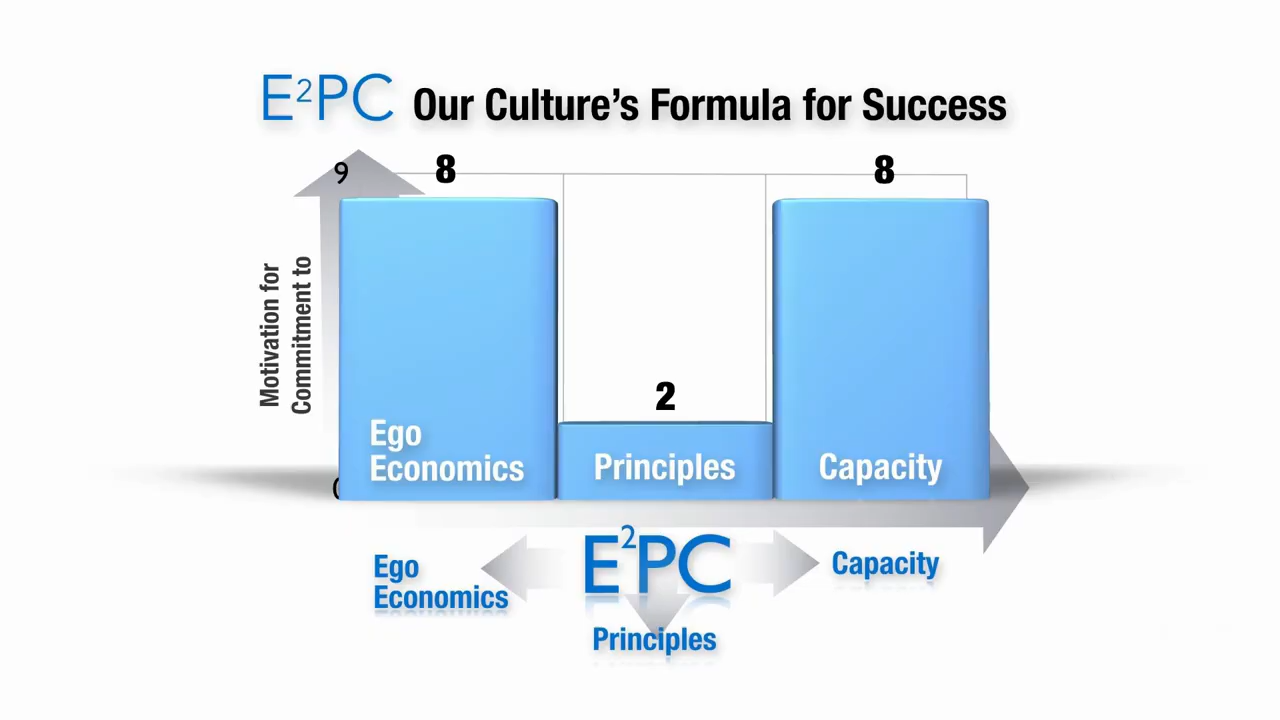 E²PC Our Culture's Formula for Success
9
8
8
Motivation for
Commitment to
2
Ego
Economics
Principles
Capacity
0
E²PC
Ego
Economics
Capacity
Principles